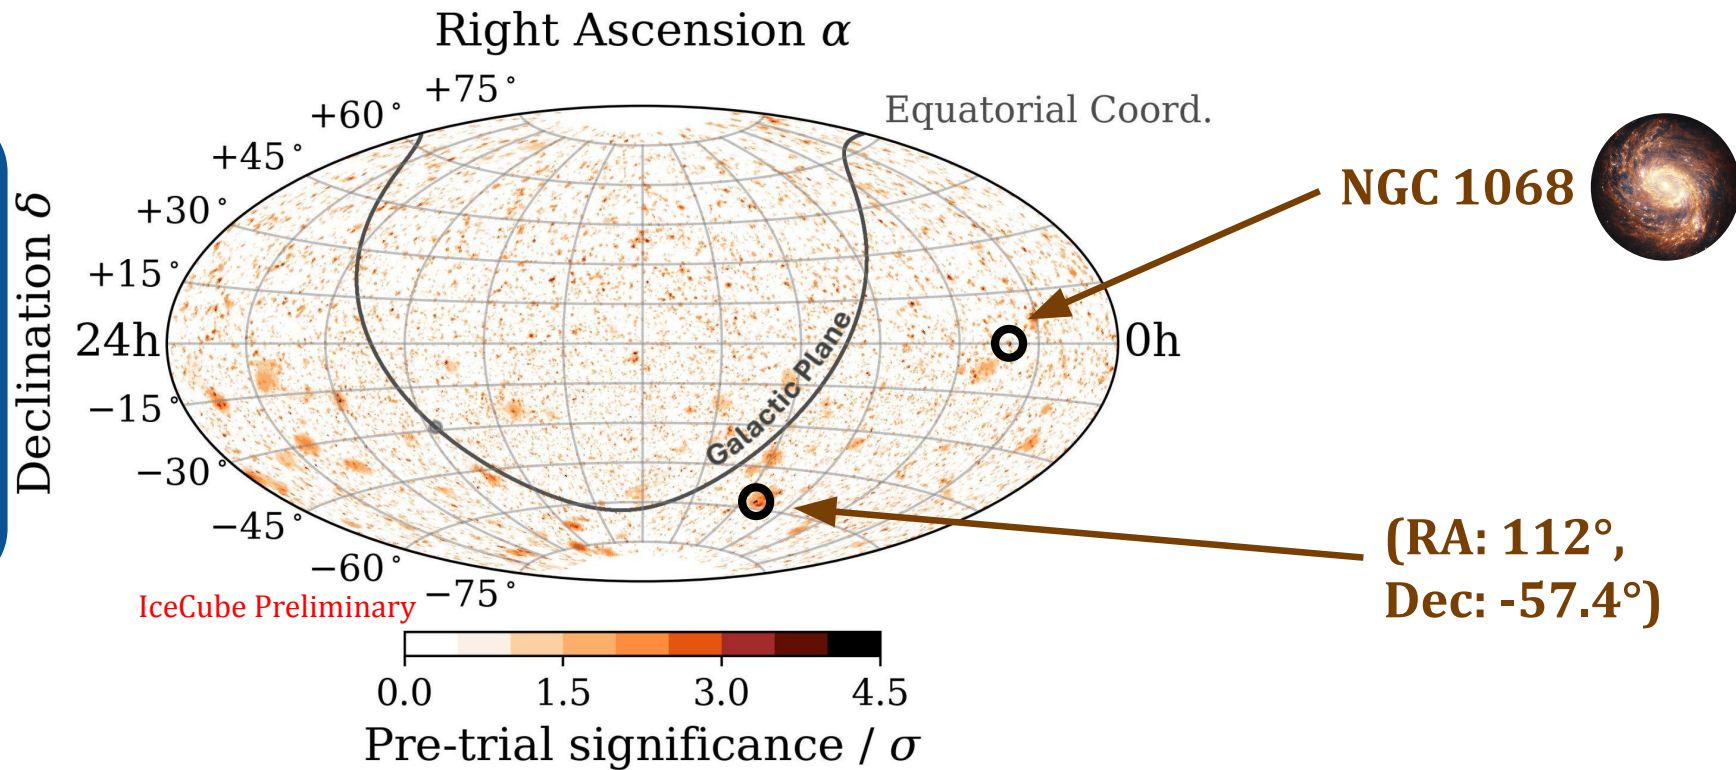 Right Ascension α
+75°
+60°
Equatorial Coord.
+45°
NGC 1068
+30°
+15°
Declination δ
24h
0h
Galactic Plane
−15°
−30°
−45°
(RA: 112°,
Dec: -57.4°)
−60°
−75°
IceCube Preliminary
0.0 1.5 3.0 4.5
Pre-trial significance / σ